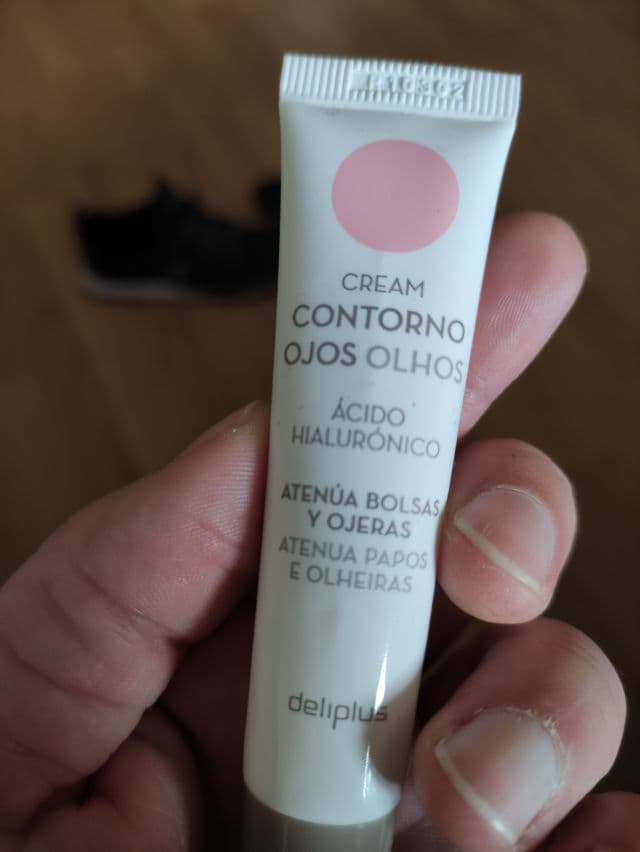 CREAM
CONTORNO
OJOS OLHOS
ÁCIDO
HIALURÓNICO
ATENÚA BOLSAS
Y OJERAS
ATENUA PAPOS
E OLHEIRAS
deliplus